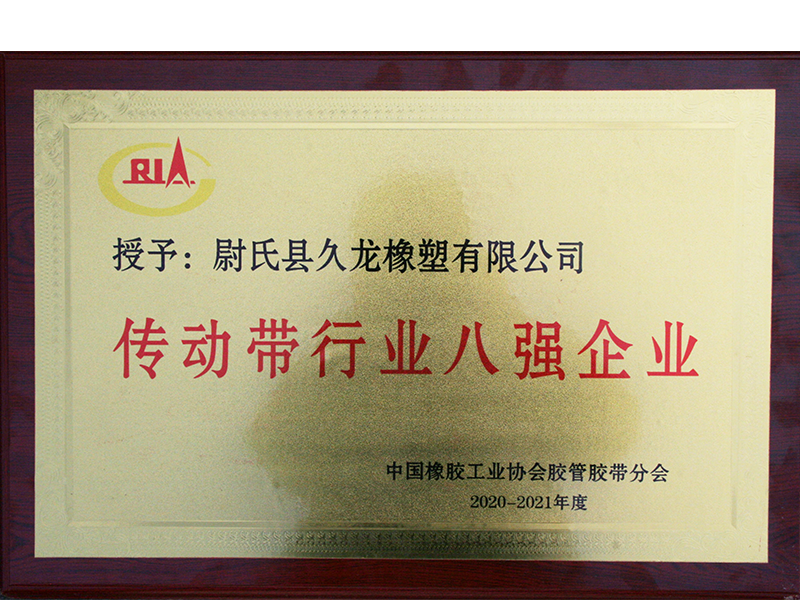 CRIA
授予：尉氏县久龙橡塑有限公司
传动带行业八强企业
中国橡胶工业协会胶管胶带分会
2020-2021年度